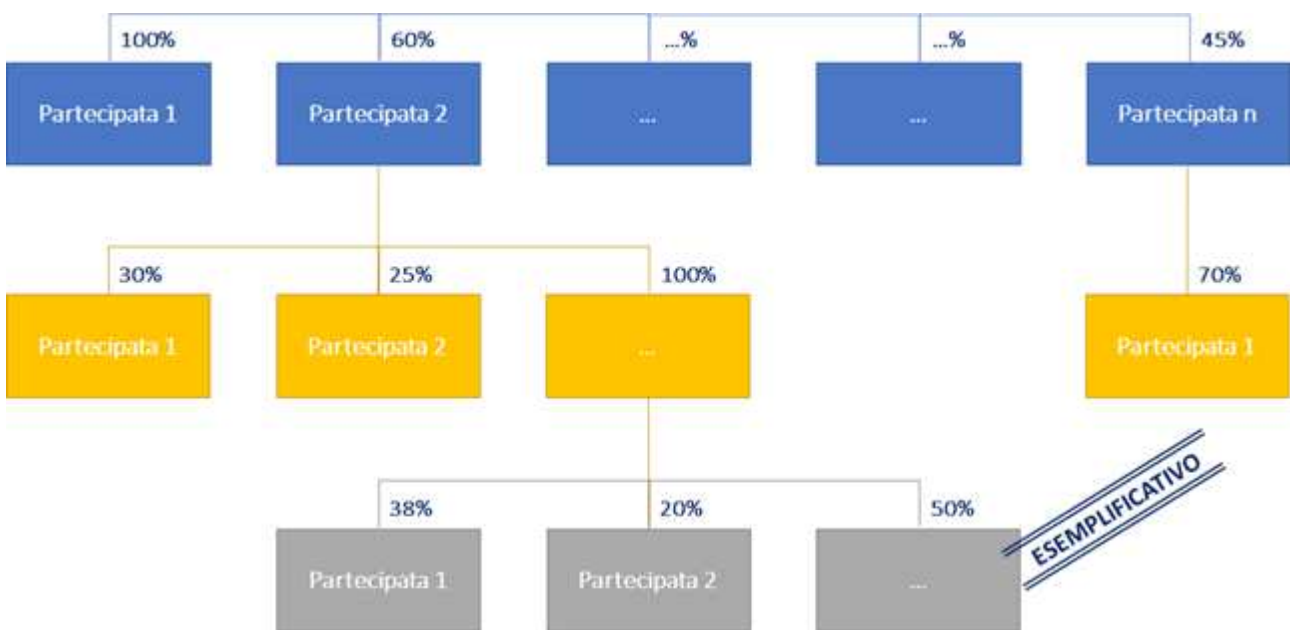 100%
60%
...%
...%
45%
Partecipata 1
Partecipata 2
...
...
Partecipata n
30%
25%
100%
70%
Partecipata 1
Partecipata 2
...
Partecipata 1
38%
20%
50%
ESEMPLIFICATIVO
Partecipata 1
Partecipata 2
...